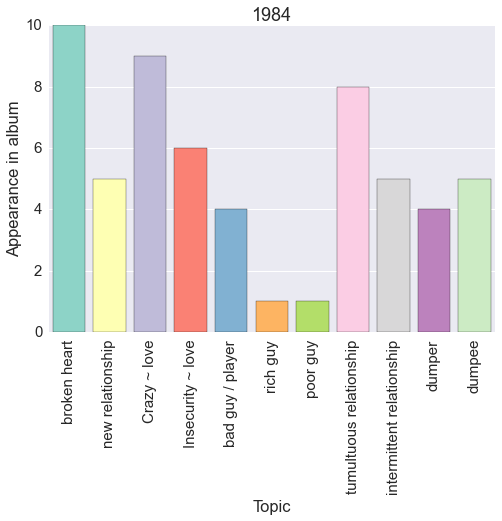 1984
Appearance in album
10
8
6
4
2
0
broken heart
new relationship
Crazy ~ love
Insecurity ~ love
bad guy / player
rich guy
poor guy
tumultuous relationship
intermittent relationship
dumper
dumpee
Topic